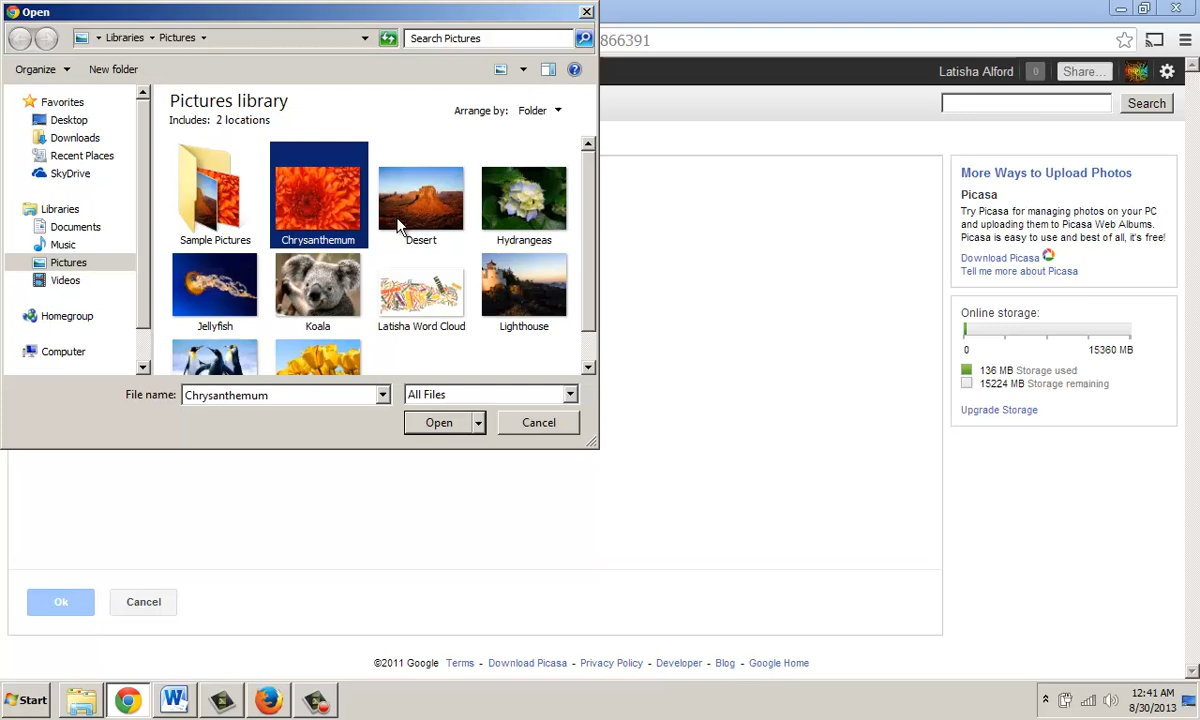 Open
Libraries Pictures
Search Pictures
866391
Organize New folder
Latisha Alford 0 Share...
Search
Favorites
Desktop
Downloads
Recent Places
SkyDrive
Libraries
Documents
Music
Pictures
Videos
Homegroup
Computer
Pictures library
Includes: 2 locations
Arrange by: Folder
Sample Pictures
Chrysanthemum
Desert
Hydrangeas
Jellyfish
Koala
Latisha Word Cloud
Lighthouse
File name: Chrysanthemum
All Files
Open
Cancel
More Ways to Upload Photos
Picasa
Try Picasa for managing photos on your PC
and uploading them to Picasa Web Albums.
Picasa is easy to use and best of all, it's free!
Download Picasa
Tell me more about Picasa
Online storage:
0 15360 MB
136 MB Storage used
15224 MB Storage remaining
Upgrade Storage
Ok
Cancel
©2011 Google Terms - Download Picasa - Privacy Policy - Developer - Blog - Google Home
Start
12:41 AM
8/30/2013